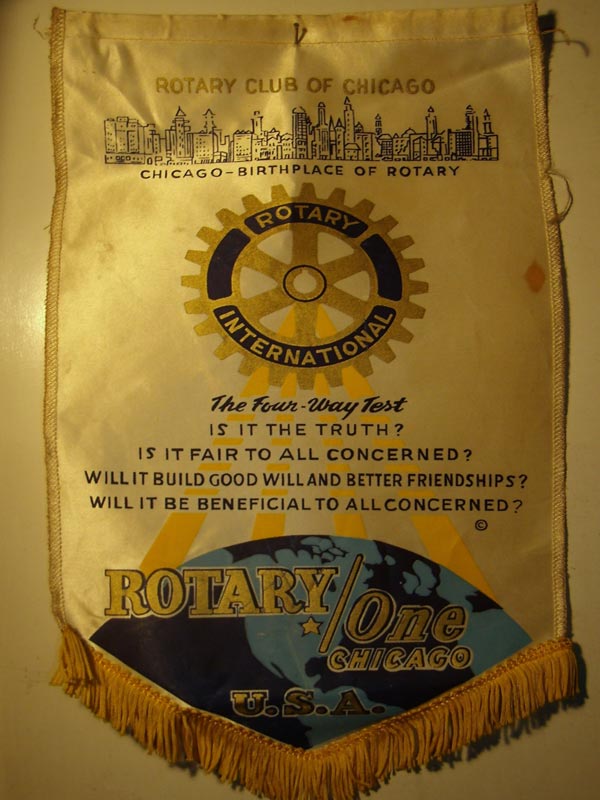 ROTARY CLUB OF CHICAGO
CHICAGO-BIRTHPLACE OF ROTARY
ROTARY
INTERNATIONAL
The Four-Way Test
IS IT THE TRUTH?
IS IT FAIR TO ALL CONCERNED?
WILL IT BUILD GOOD WILL AND BETTER FRIENDSHIPS?
WILL IT BE BENEFICIAL TO ALL CONCERNED?
©
ROTARY/One
CHICAGO
U.S.A.